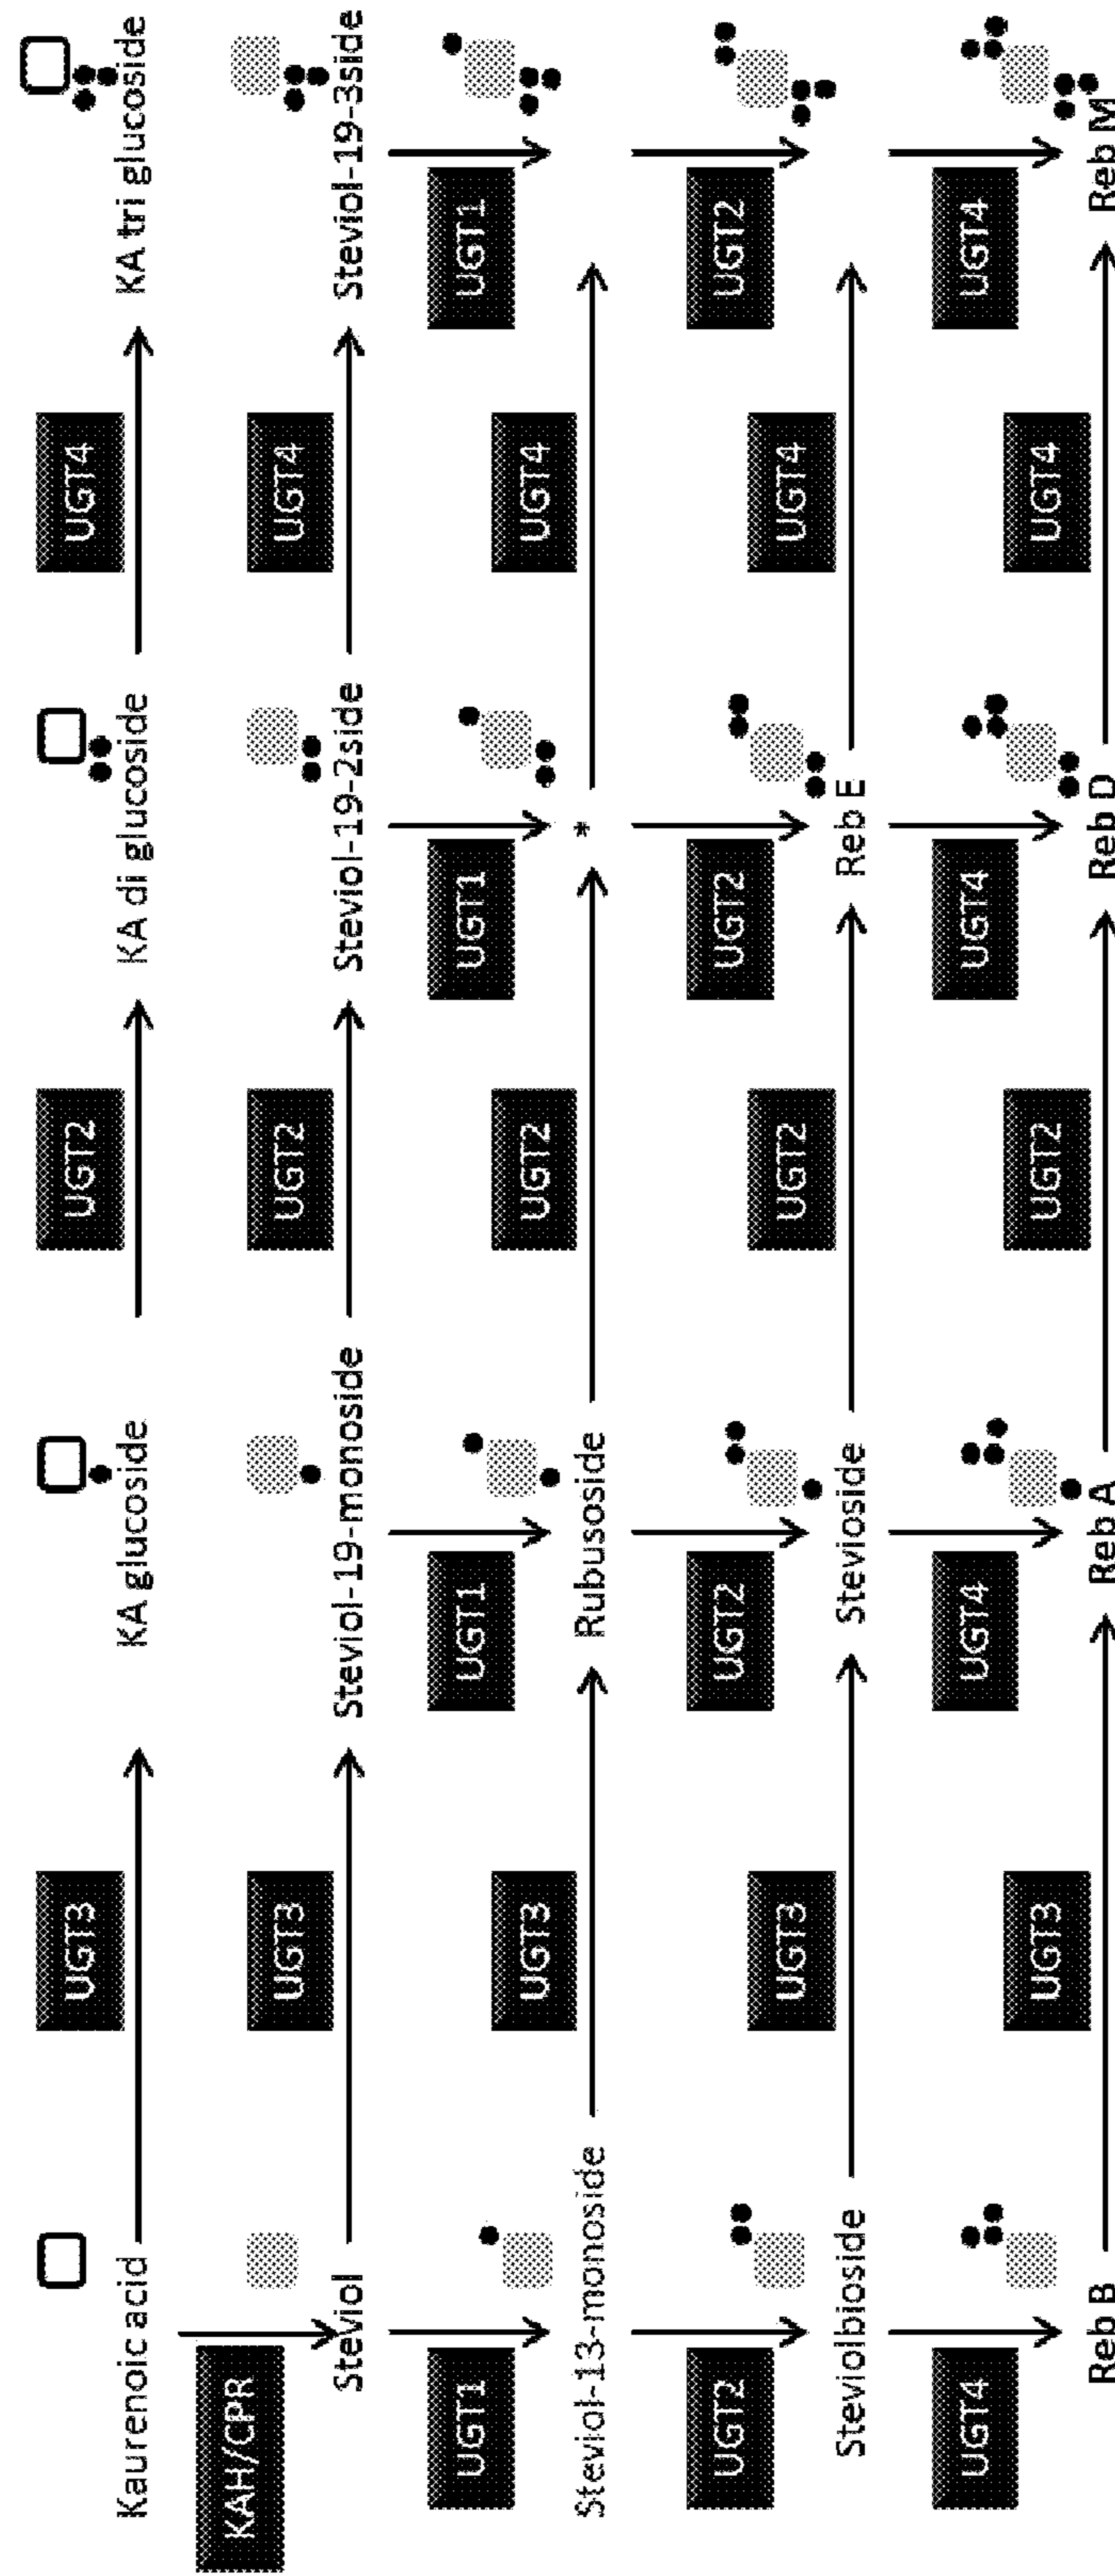 UGT3 UGT2 UGT4
Kaurenoic acid KA glucoside KA di glucoside KA tri glucoside
KAH/CPR
UGT3 UGT2 UGT4
Steviol Steviol-19-monoside Steviol-19-2side Steviol-19-3side
UGT1 UGT1 UGT1 UGT1
UGT3 UGT2 UGT4
Steviol-13-monoside Rubusoside *
UGT2 UGT2 UGT2 UGT2
UGT3 UGT2 UGT4
Steviolbioside Stevioside Reb E
UGT4 UGT4 UGT4 UGT4
UGT3 UGT2 UGT4
Reb B Reb A Reb D Reb M